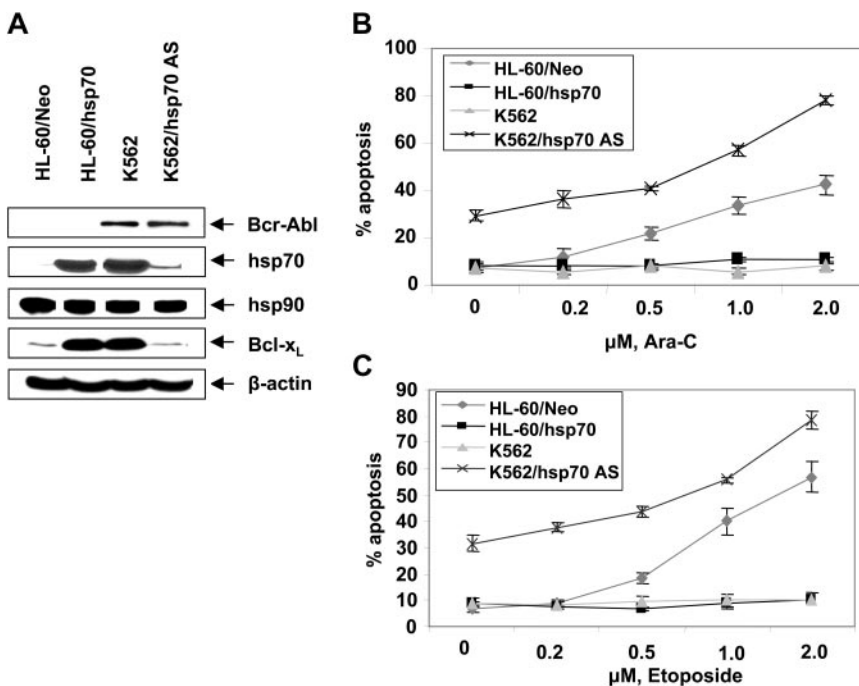 A
HL-60/Neo
HL-60/hsp70
K562
K562/hsp70 AS
Bcr-Abl
hsp70
hsp90
Bcl-xL
β-actin
B
100
80
60
40
20
0
% apoptosis
HL-60/Neo
HL-60/hsp70
K562
K562/hsp70 AS
0 0.2 0.5 1.0 2.0
µM, Ara-C
C
90
80
70
60
50
40
30
20
10
0
% apoptosis
HL-60/Neo
HL-60/hsp70
K562
K562/hsp70 AS
0 0.2 0.5 1.0 2.0
µM, Etoposide